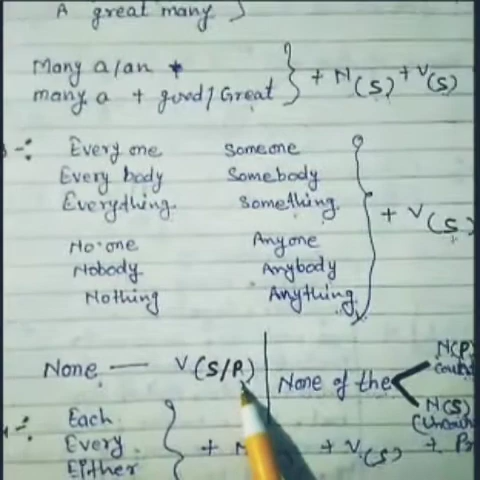 A great many }
Many a/an
many a + good/Great } + N(S) + V(S)
Every one Someone
Every body Somebody
Everything Something
No one Anyone
Nobody Anybody
Nothing Anything } + V(S)
None — V(S/P) | None of the < N(P)
N(S)
Each
Every
Either } + N + V(S) +